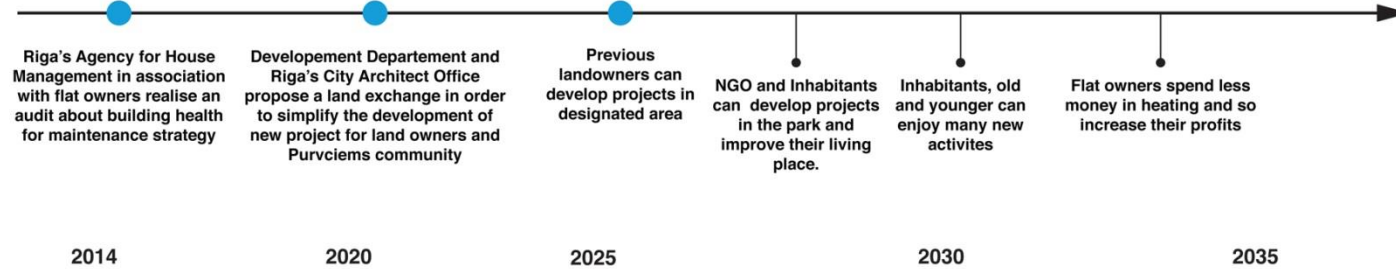 Riga's Agency for House
Management in association
with flat owners realise an
audit about building health
for maintenance strategy
Developement Departement and
Riga's City Architect Office
propose a land exchange in order
to simplify the development of
new project for land owners and
Purvciems community
Previous
landowners can
develop projects in
designated area
NGO and Inhabitants
can develop projects
in the park and
improve their living
place.
Inhabitants, old
and younger can
enjoy many new
activites
Flat owners spend less
money in heating and so
increase their profits
2014
2020
2025
2030
2035